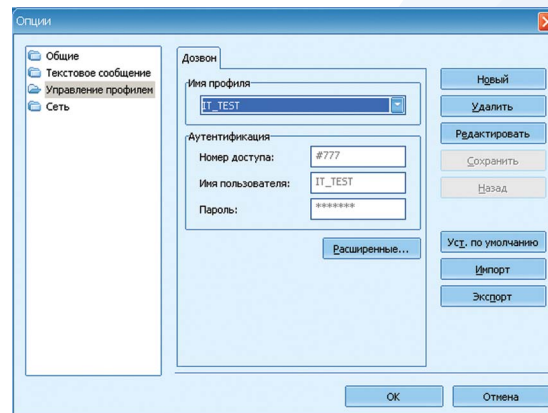 Опции
Общие
Текстовое сообщение
Управление профилем
Сеть
Дозвон
Имя профиля
IT_TEST
Аутентификация
Номер доступа:
#777
Имя пользователя:
IT_TEST
Пароль:
*******
Расширенные...
Новый
Удалить
Редактировать
Сохранить
Назад
Уст. по умолчанию
Импорт
Экспорт
OK
Отмена